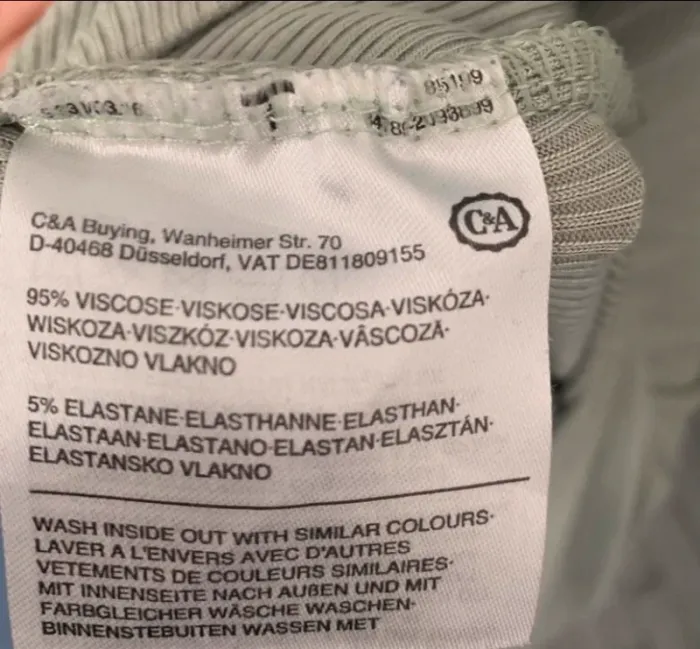 85199
C&A
C&A Buying, Wanheimer Str. 70
D-40468 Düsseldorf, VAT DE811809155
95% VISCOSE·VISKOSE·VISCOSA·VISKÓZA·
WISKOZA·VISZKÓZ·VISKOZA·VÂSCOZĂ·
VISKOZNO VLAKNO
5% ELASTANE·ELASTHANNE·ELASTHAN·
ELASTAAN·ELASTANO·ELASTAN·ELASZTÁN·
ELASTANSKO VLAKNO
WASH INSIDE OUT WITH SIMILAR COLOURS·
LAVER A L'ENVERS AVEC D'AUTRES
VETEMENTS DE COULEURS SIMILAIRES·
MIT INNENSEITE NACH AUßEN UND MIT
FARBGLEICHER WÄSCHE WASCHEN·
BINNENSTEBUITEN WASSEN MET